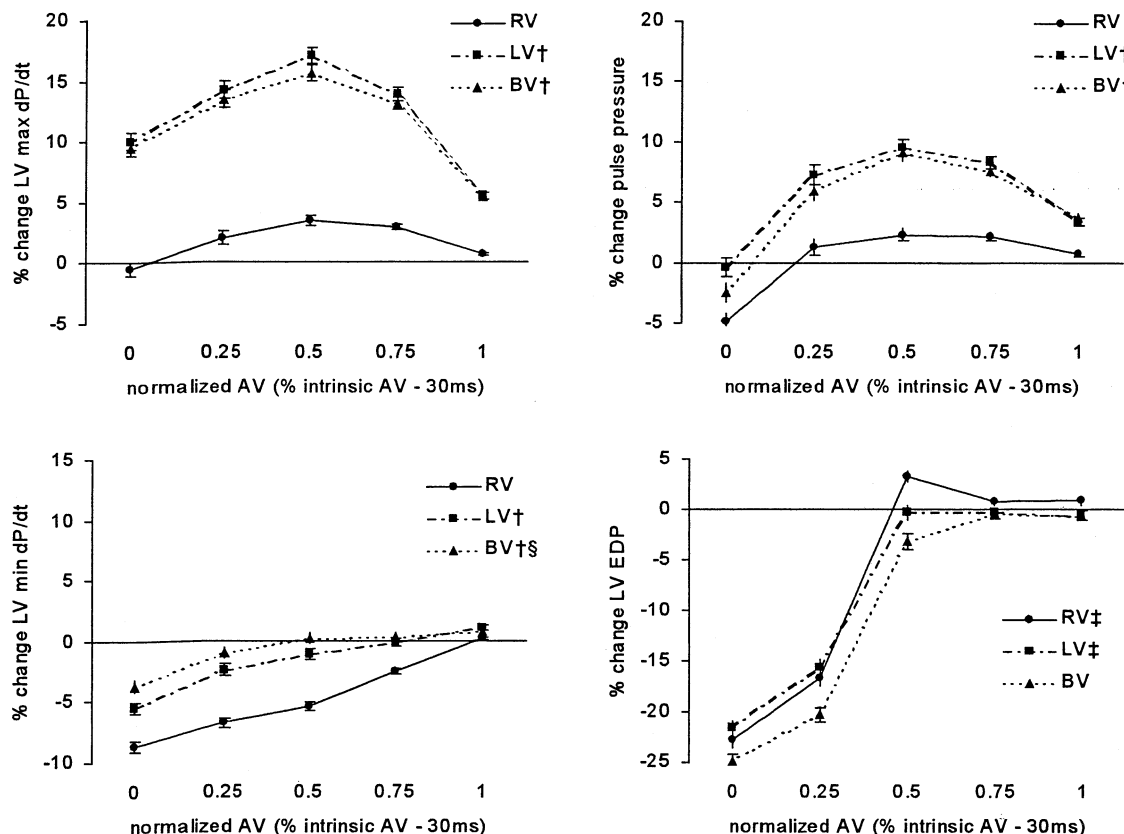 % change LV max dP/dt
20
15
10
5
0
-5
RV
LV†
BV†
0 0.25 0.5 0.75 1
normalized AV (% intrinsic AV - 30ms)
% change pulse pressure
20
15
10
5
0
-5
RV
LV†
BV†
0 0.25 0.5 0.75 1
normalized AV (% intrinsic AV - 30ms)
% change LV min dP/dt
15
10
5
0
-5
-10
RV
LV†
BV†§
0 0.25 0.5 0.75 1
normalized AV (% intrinsic AV - 30ms)
% change LV EDP
5
0
-5
-10
-15
-20
-25
RV‡
LV‡
BV
0 0.25 0.5 0.75 1
normalized AV (% intrinsic AV - 30ms)